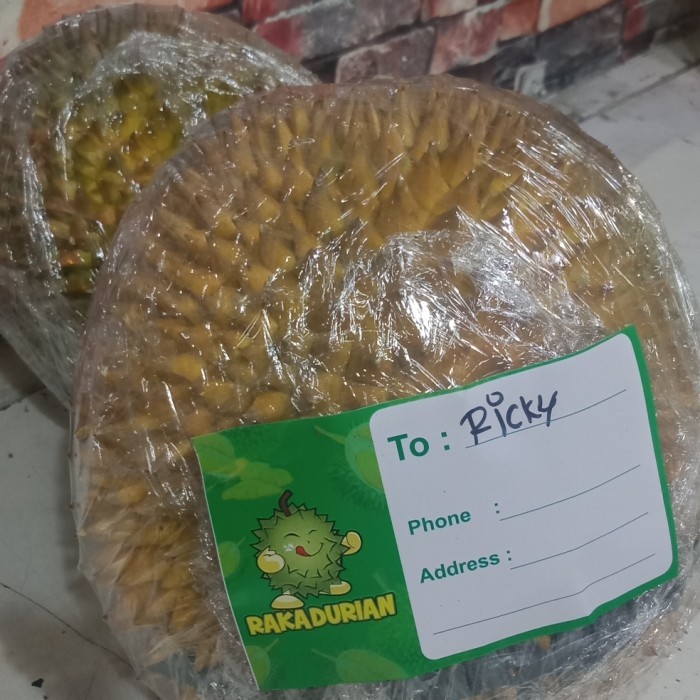 To : Ricky
Phone :
Address :
RAKADURIAN